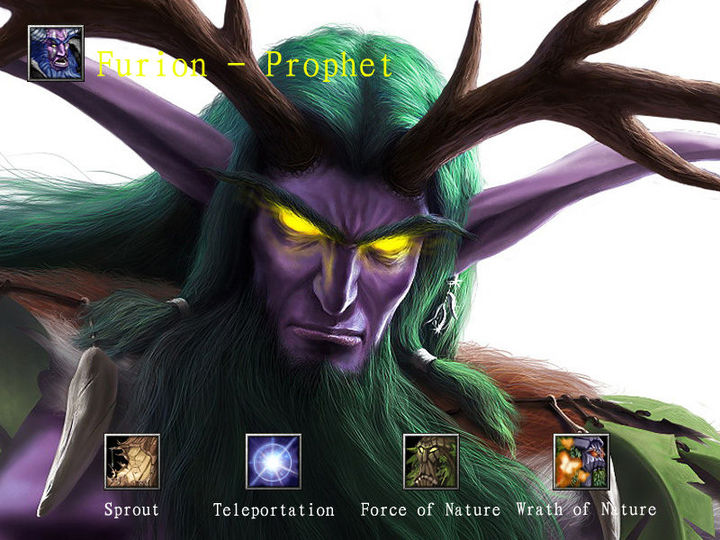 Furion - Prophet
Sprout
Teleportation
Force of Nature
Wrath of Nature